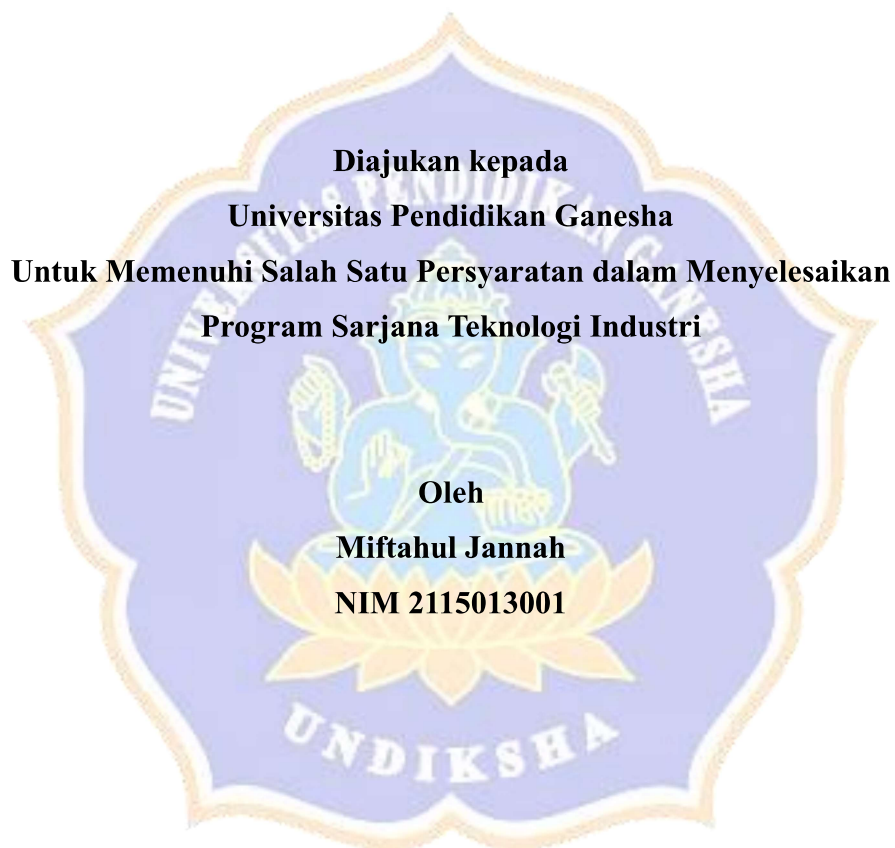 Diajukan kepada
Universitas Pendidikan Ganesha
Untuk Memenuhi Salah Satu Persyaratan dalam Menyelesaikan
Program Sarjana Teknologi Industri
Oleh
Miftahul Jannah
NIM 2115013001
UNIVERSITAS PENDIDIKAN GANESHA
UNDIKSHA